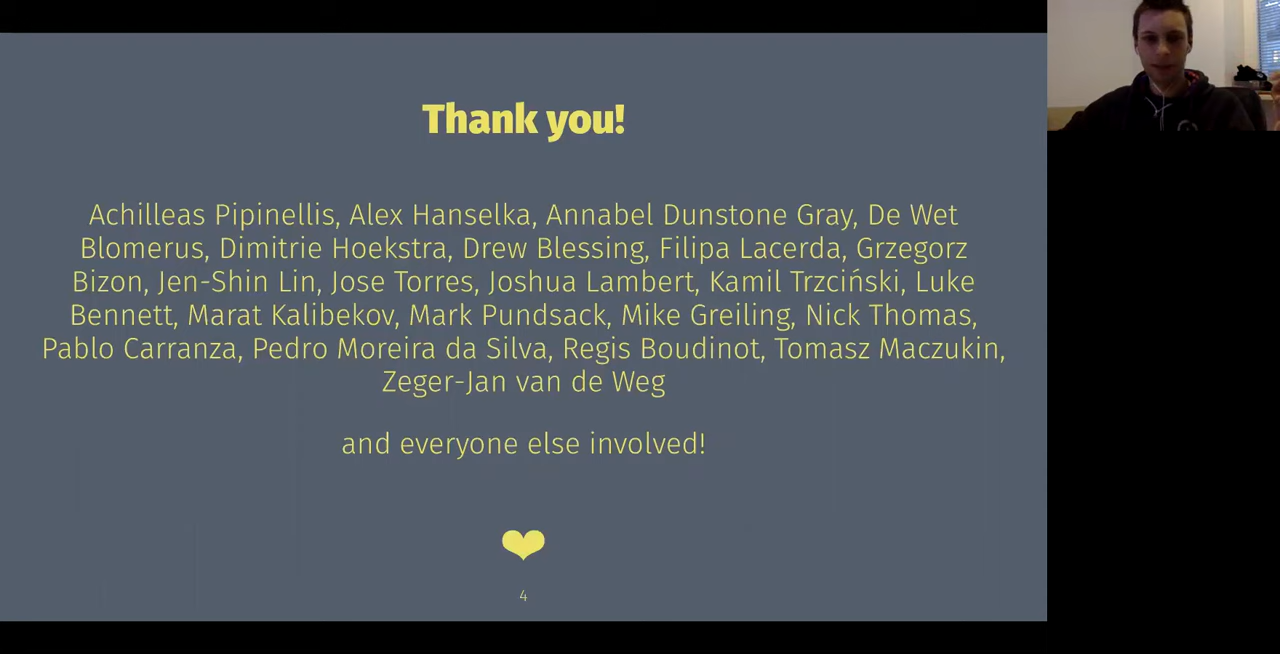 Thank you!
Achilleas Pipinellis, Alex Hanselka, Annabel Dunstone Gray, De Wet
Blomerus, Dimitrie Hoekstra, Drew Blessing, Filipa Lacerda, Grzegorz
Bizon, Jen-Shin Lin, Jose Torres, Joshua Lambert, Kamil Trzciński, Luke
Bennett, Marat Kalibekov, Mark Pundsack, Mike Greiling, Nick Thomas,
Pablo Carranza, Pedro Moreira da Silva, Regis Boudinot, Tomasz Maczukin,
Zeger-Jan van de Weg
and everyone else involved!
4